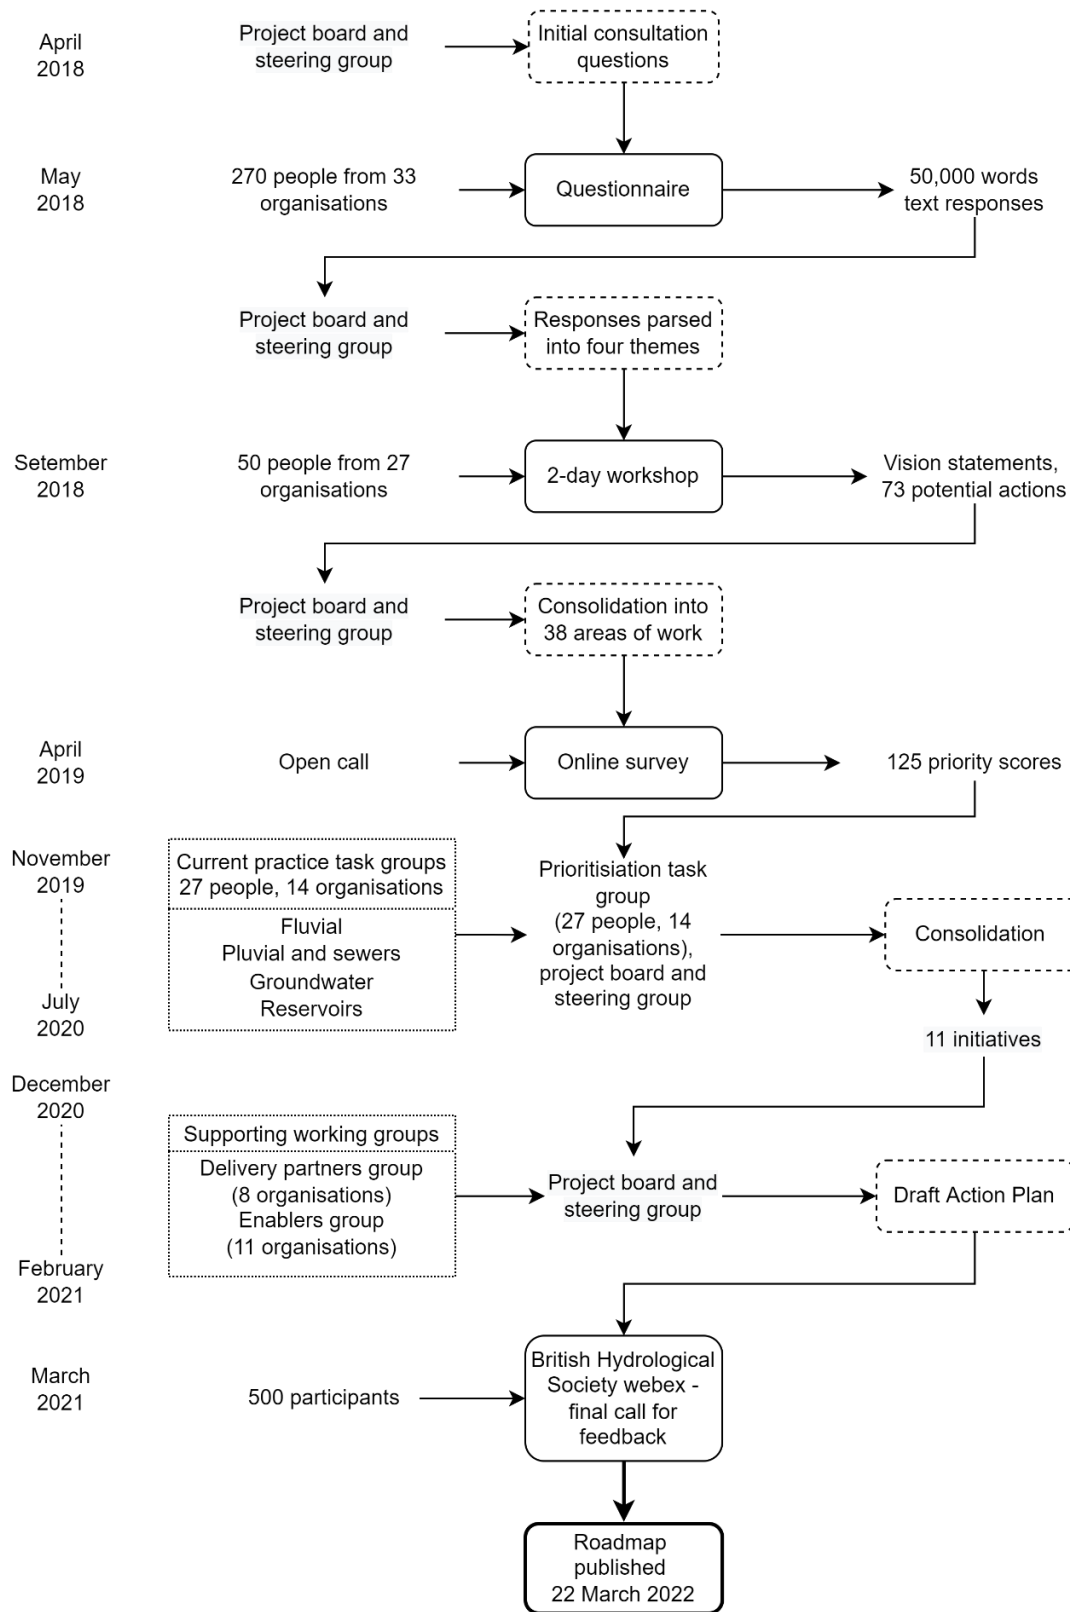 April
2018
Project board and
steering group
Initial consultation
questions
May
2018
270 people from 33
organisations
Questionnaire
50,000 words
text responses
Project board and
steering group
Responses parsed
into four themes
Setember
2018
50 people from 27
organisations
2-day workshop
Vision statements,
73 potential actions
Project board and
steering group
Consolidation into
38 areas of work
April
2019
Open call
Online survey
125 priority scores
November
2019
July
2020
Current practice task groups
27 people, 14 organisations
Fluvial
Pluvial and sewers
Groundwater
Reservoirs
Prioritisiation task
group
(27 people, 14
organisations),
project board and
steering group
Consolidation
11 initiatives
December
2020
February
2021
Supporting working groups
Delivery partners group
(8 organisations)
Enablers group
(11 organisations)
Project board and
steering group
Draft Action Plan
March
2021
500 participants
British Hydrological
Society webex -
final call for
feedback
Roadmap
published
22 March 2022